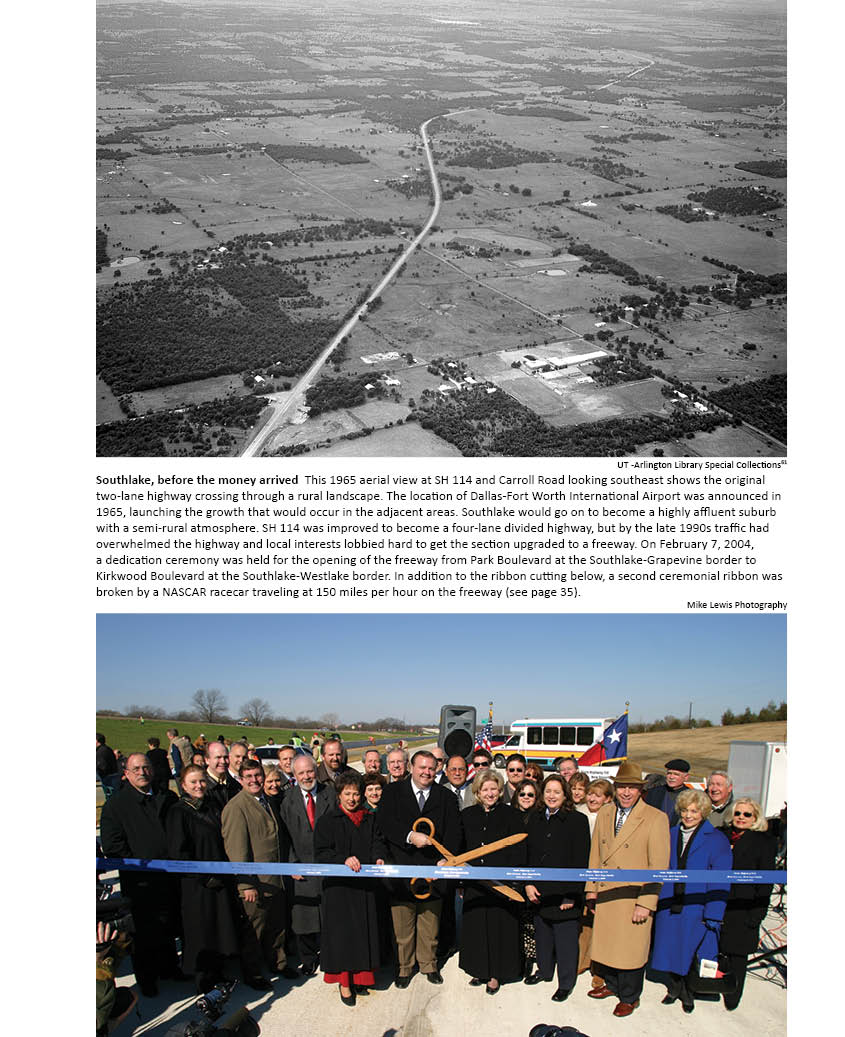 UT -Arlington Library Special Collections
Southlake, before the money arrived  This 1965 aerial view at SH 114 and Carroll Road looking southeast shows the original
two-lane highway crossing through a rural landscape. The location of Dallas-Fort Worth International Airport was announced in
1965, launching the growth that would occur in the adjacent areas. Southlake would go on to become a highly affluent suburb
with a semi-rural atmosphere. SH 114 was improved to become a four-lane divided highway, but by the late 1990s traffic had
overwhelmed the highway and local interests lobbied hard to get the section upgraded to a freeway. On February 7, 2004,
a dedication ceremony was held for the opening of the freeway from Park Boulevard at the Southlake-Grapevine border to
Kirkwood Boulevard at the Southlake-Westlake border. In addition to the ribbon cutting below, a second ceremonial ribbon was
broken by a NASCAR racecar traveling at 150 miles per hour on the freeway (see page 35).
Mike Lewis Photography